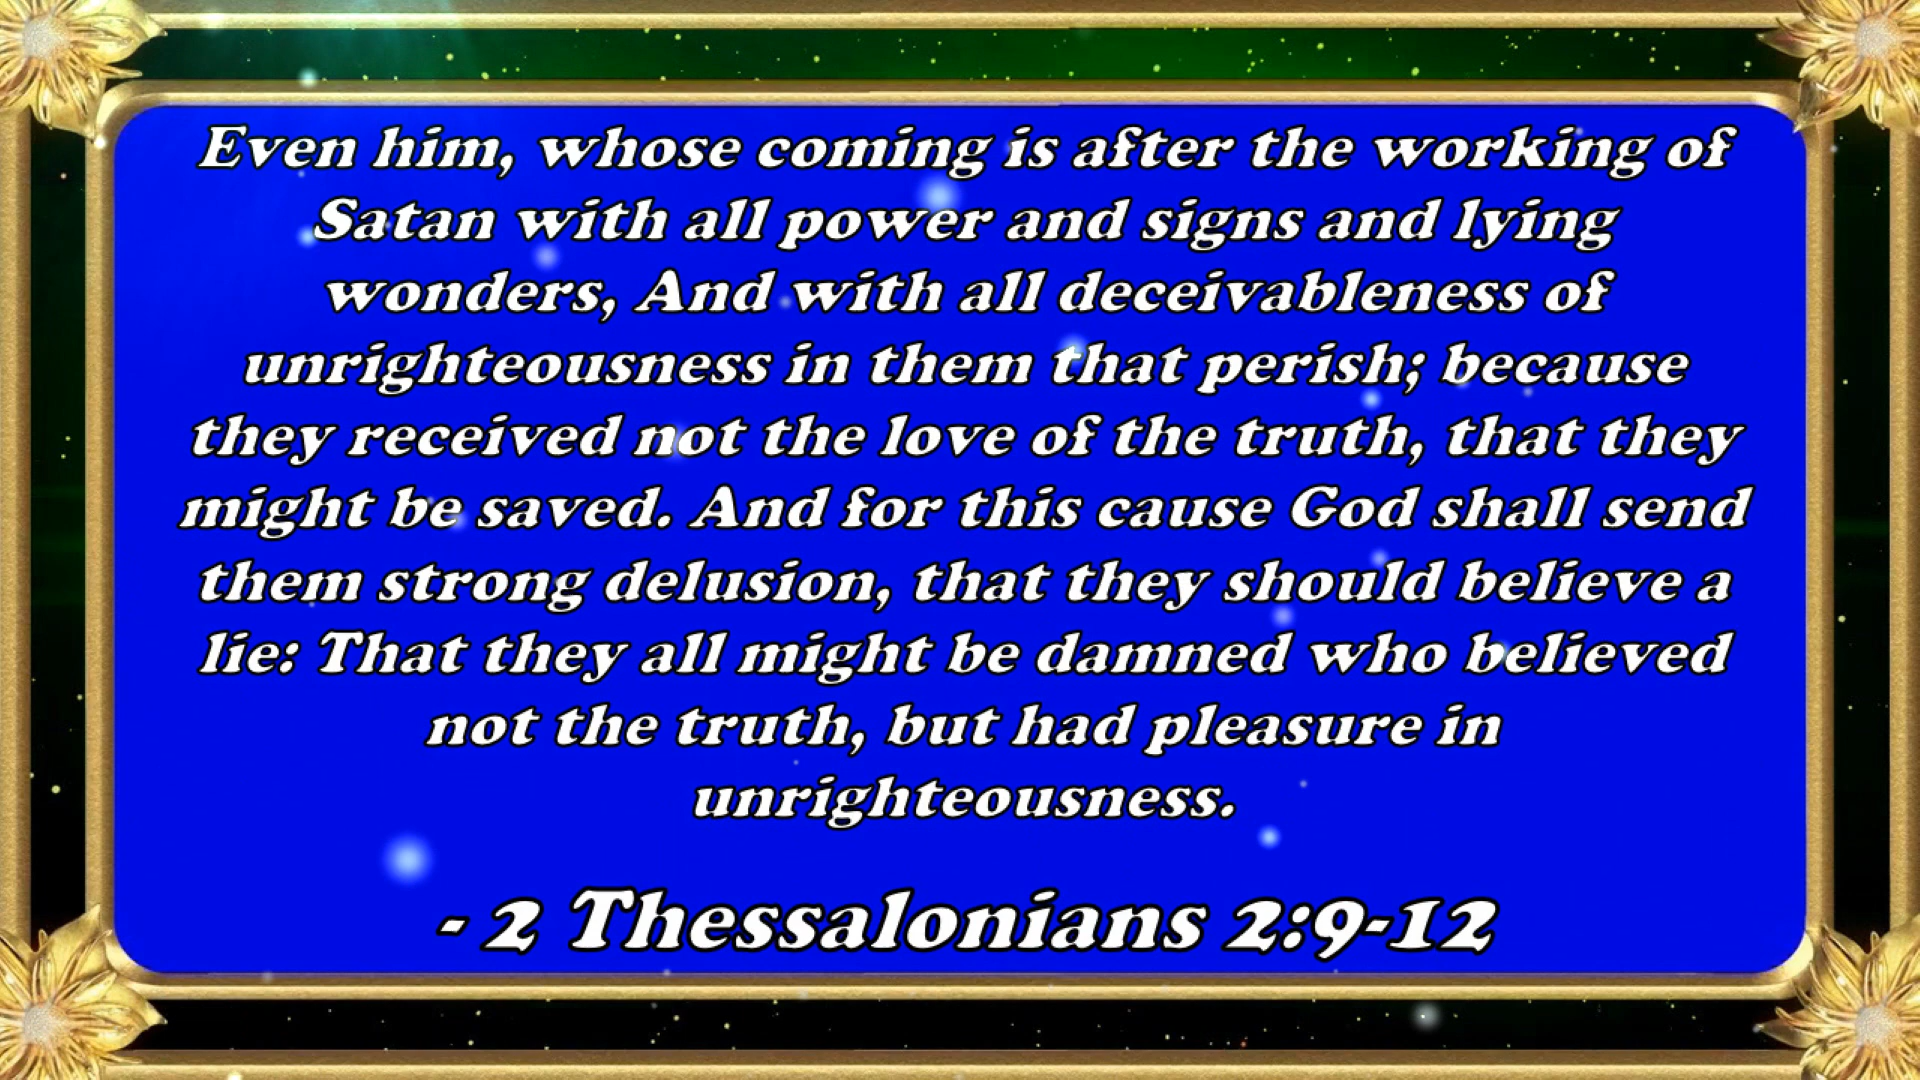 Even him, whose coming is after the working of
Satan with all power and signs and lying
wonders, And with all deceivableness of
unrighteousness in them that perish; because
they received not the love of the truth, that they
might be saved. And for this cause God shall send
them strong delusion, that they should believe a
lie: That they all might be damned who believed
not the truth, but had pleasure in
unrighteousness.
- 2 Thessalonians 2:9-12